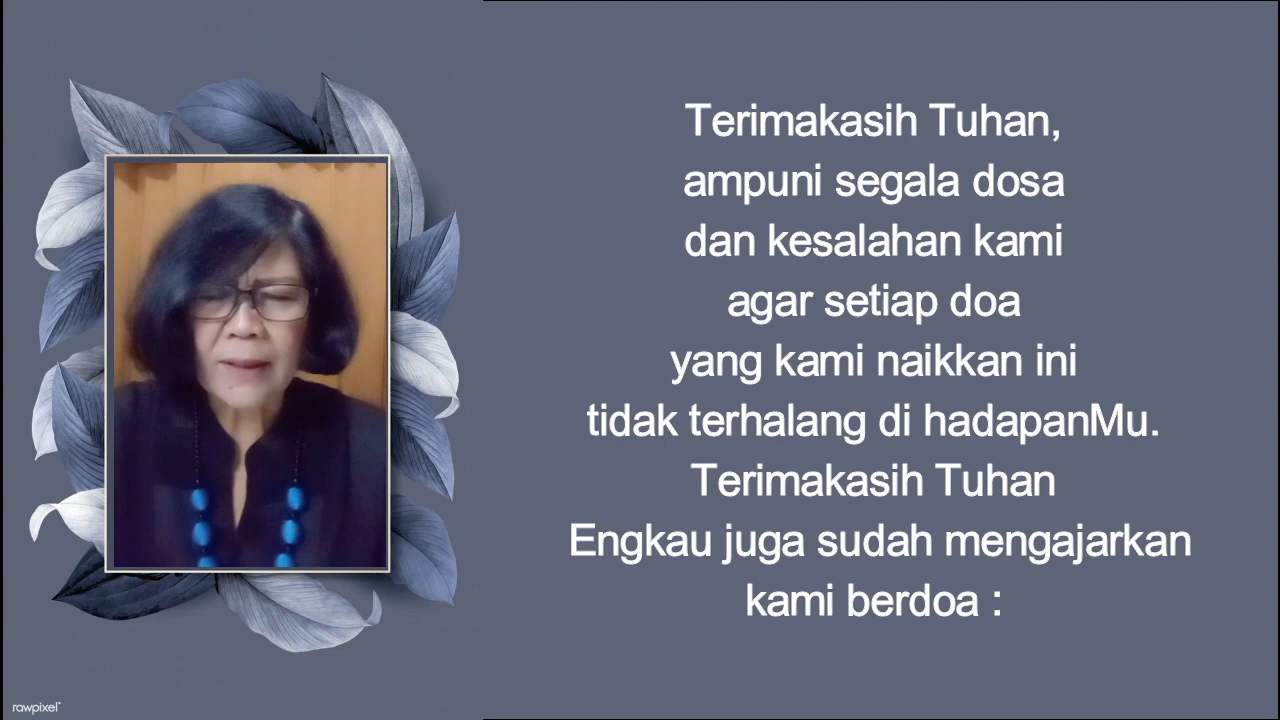 Terimakasih Tuhan,
ampuni segala dosa
dan kesalahan kami
agar setiap doa
yang kami naikkan ini
tidak terhalang di hadapanMu.
Terimakasih Tuhan
Engkau juga sudah mengajarkan
kami berdoa :
rawpixel